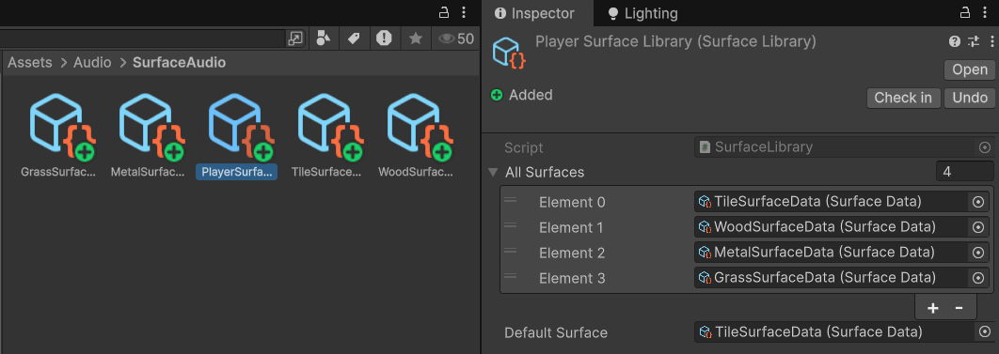 50
Assets > Audio > SurfaceAudio
GrassSurfac...
MetalSurfac...
PlayerSurfa...
TileSurface...
WoodSurfac...
Inspector
Lighting
Player Surface Library (Surface Library)
Open
Added
Check in
Undo
Script
SurfaceLibrary
All Surfaces
4
Element 0
TileSurfaceData (Surface Data)
Element 1
WoodSurfaceData (Surface Data)
Element 2
MetalSurfaceData (Surface Data)
Element 3
GrassSurfaceData (Surface Data)
+ -
Default Surface
TileSurfaceData (Surface Data)